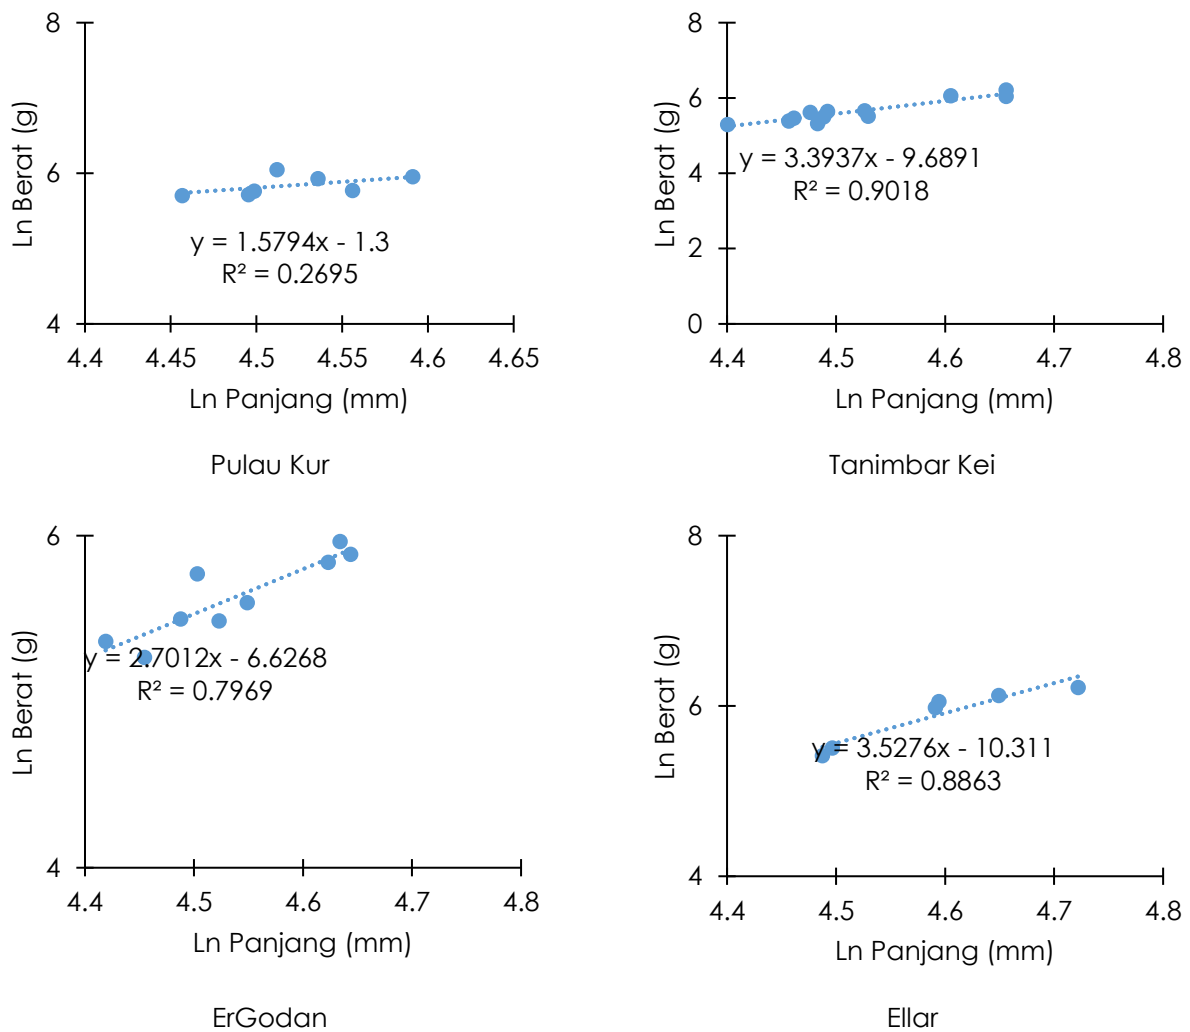 8
6
4
Ln Berat (g)
y = 1.5794x - 1.3
R² = 0.2695
4.4 4.45 4.5 4.55 4.6 4.65
Ln Panjang (mm)
Pulau Kur
8
6
4
2
0
Ln Berat (g)
y = 3.3937x - 9.6891
R² = 0.9018
4.4 4.5 4.6 4.7 4.8
Ln Panjang (mm)
Tanimbar Kei
6
4
Ln Berat (g)
y = 2.7012x - 6.6268
R² = 0.7969
4.4 4.5 4.6 4.7 4.8
Ln Panjang (mm)
ErGodan
8
6
4
Ln Berat (g)
y = 3.5276x - 10.311
R² = 0.8863
4.4 4.5 4.6 4.7 4.8
Ln Panjang (mm)
Ellar